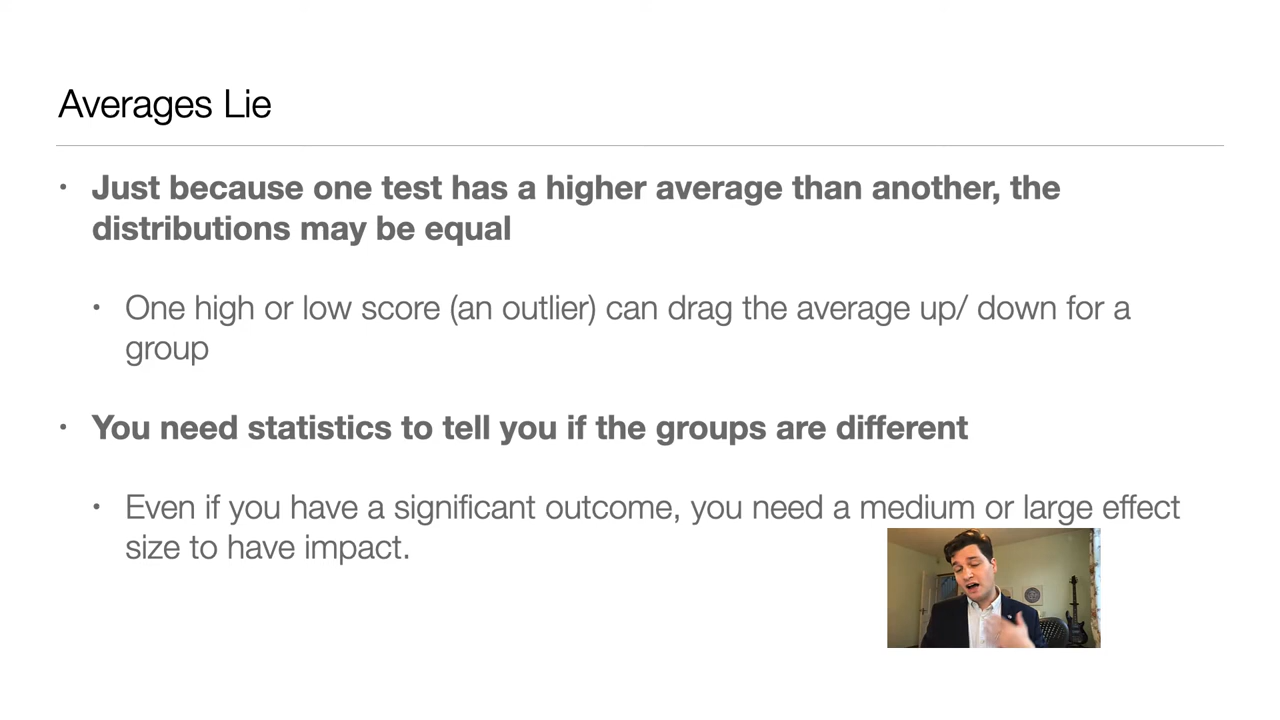 Averages Lie
• Just because one test has a higher average than another, the
distributions may be equal
• One high or low score (an outlier) can drag the average up/ down for a
group
• You need statistics to tell you if the groups are different
• Even if you have a significant outcome, you need a medium or large effect
size to have impact.